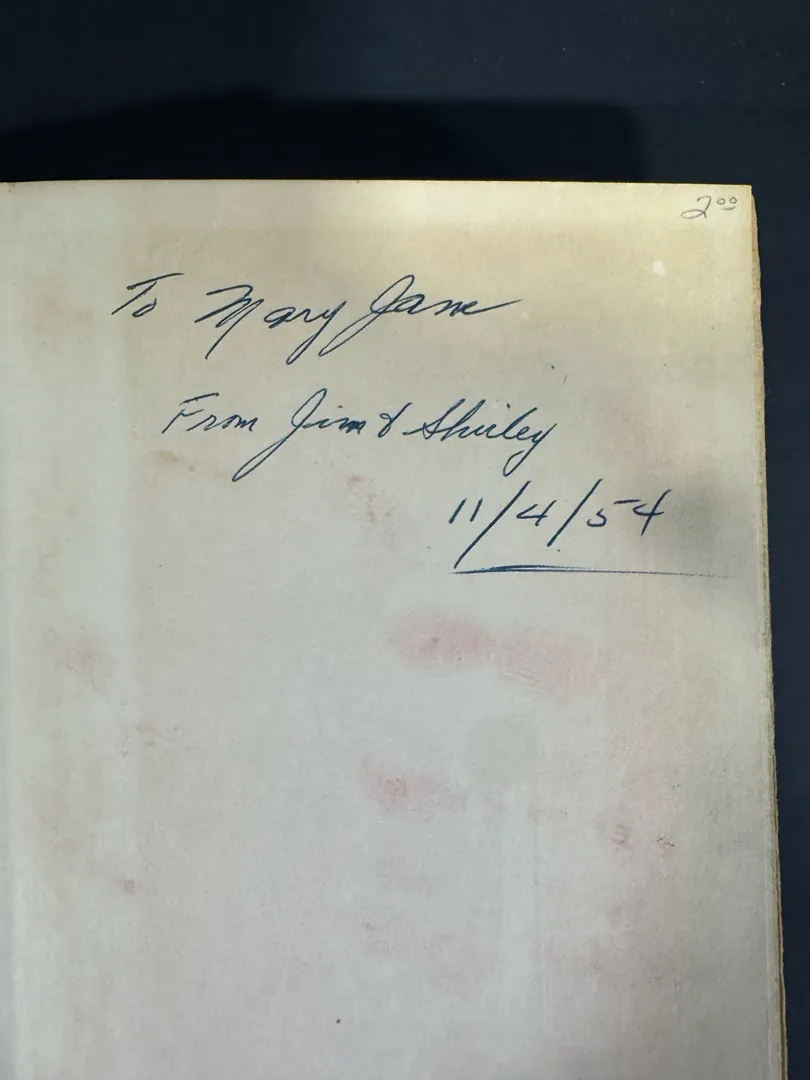 2.00
To Mary Jane
From Jim & Shirley
11/4/54